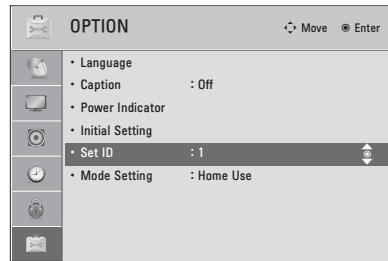 OPTION Move Enter
• Language
• Caption : Off
• Power Indicator
• Initial Setting
• Set ID : 1
• Mode Setting : Home Use